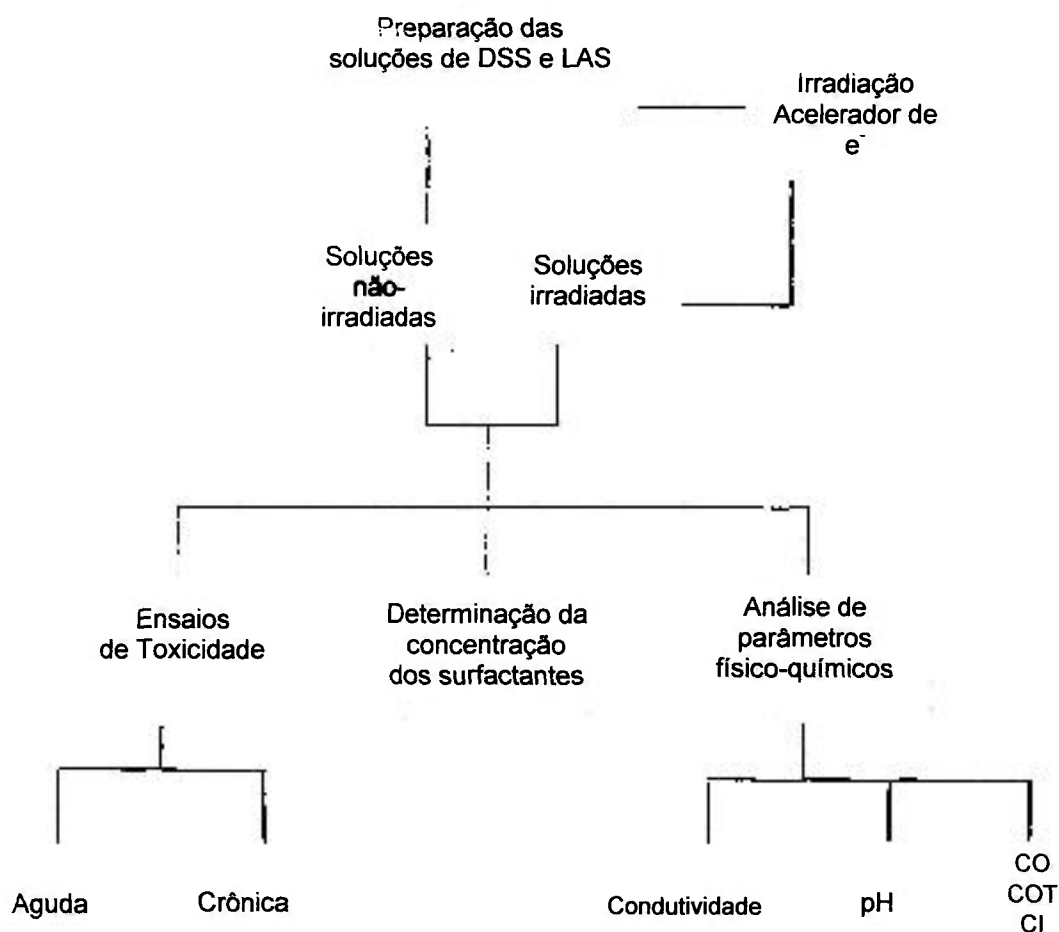 Preparação das
soluções de DSS e LAS
Irradiação
Acelerador de
e-
Soluções
não-
irradiadas
Soluções
irradiadas
Ensaios
de Toxicidade
Determinação da
concentração
dos surfactantes
Análise de
parâmetros
físico-químicos
Aguda
Crônica
Condutividade
pH
CO
COT
CI